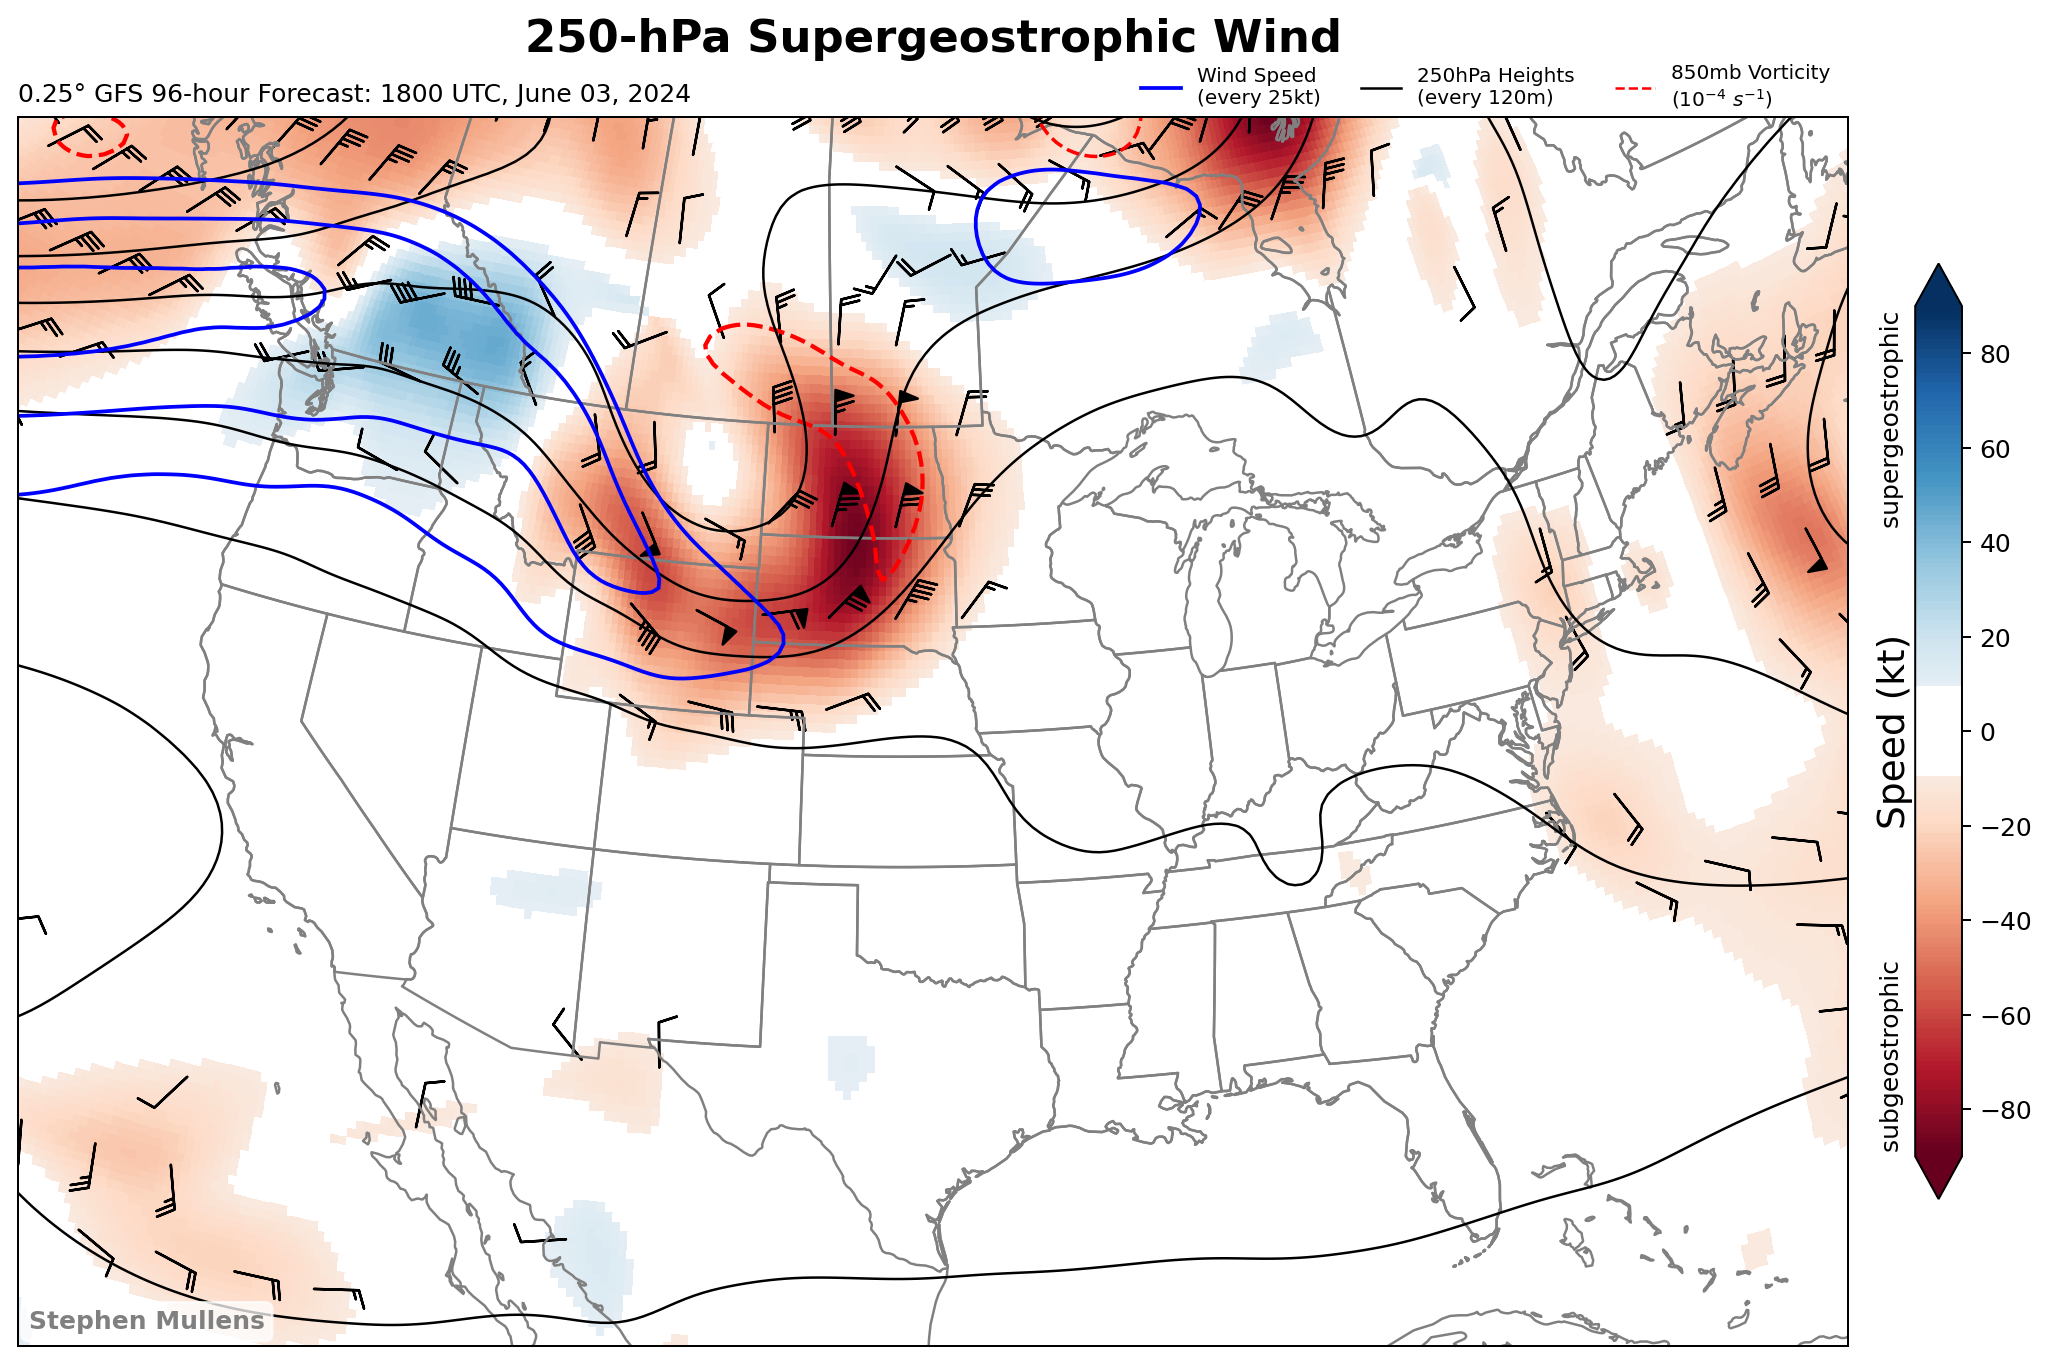 250-hPa Supergeostrophic Wind
0.25° GFS 96-hour Forecast: 1800 UTC, June 03, 2024
Wind Speed
(every 25kt)
250hPa Heights
(every 120m)
850mb Vorticity
(10⁻⁴ s⁻¹)
supergeostrophic
Speed (kt)
subgeostrophic
80
60
40
20
0
−20
−40
−60
−80
Stephen Mullens